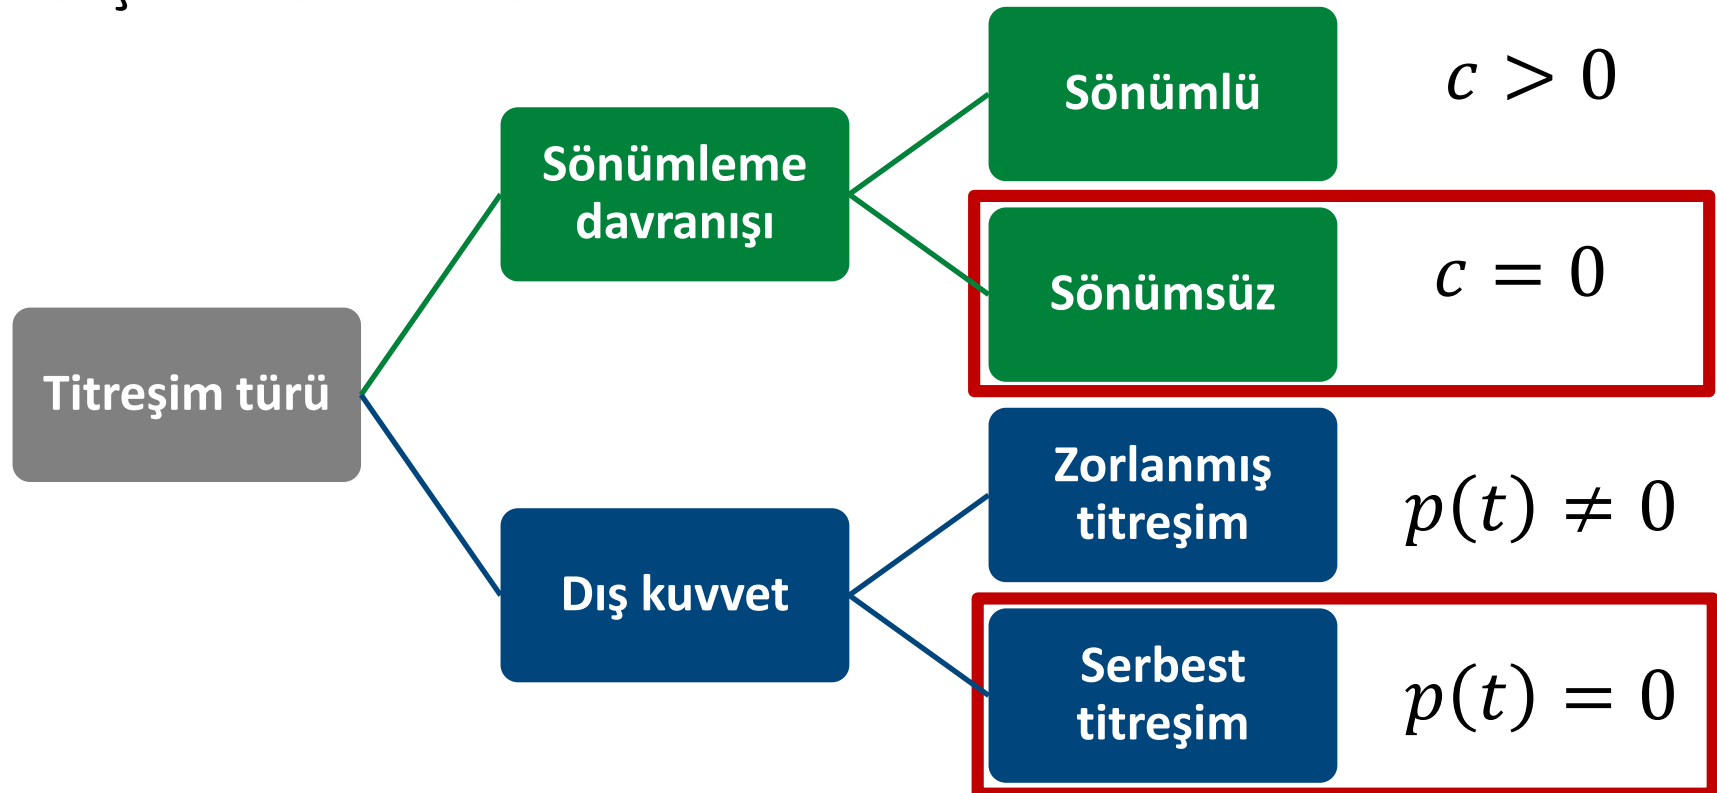 Sönümlü
c > 0
Sönümleme
davranışı
Sönümsüz
c = 0
Titreşim türü
Zorlanmış
titreşim
p(t) ≠ 0
Dış kuvvet
Serbest
titreşim
p(t) = 0